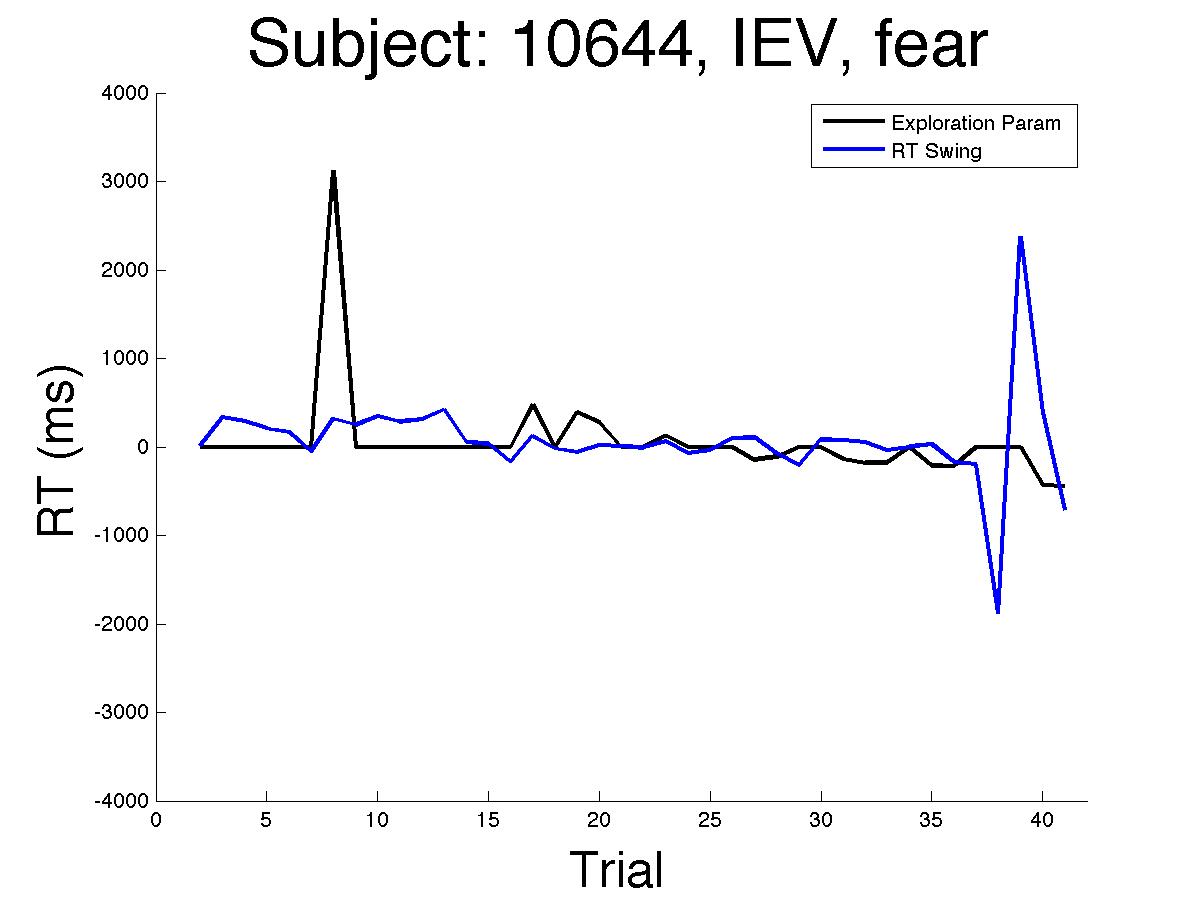 Subject: 10644, IEV, fear
Exploration Param
RT Swing
4000
3000
2000
1000
0
-1000
-2000
-3000
-4000
RT (ms)
0 5 10 15 20 25 30 35 40
Trial